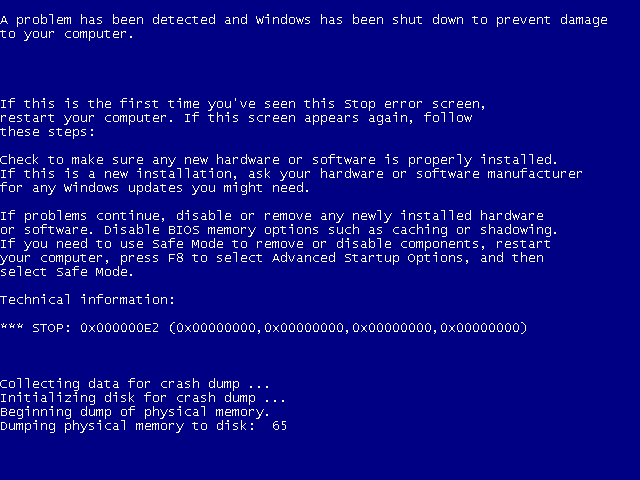 A problem has been detected and Windows has been shut down to prevent damage
to your computer.
If this is the first time you've seen this Stop error screen,
restart your computer. If this screen appears again, follow
these steps:
Check to make sure any new hardware or software is properly installed.
If this is a new installation, ask your hardware or software manufacturer
for any Windows updates you might need.
If problems continue, disable or remove any newly installed hardware
or software. Disable BIOS memory options such as caching or shadowing.
If you need to use Safe Mode to remove or disable components, restart
your computer, press F8 to select Advanced Startup Options, and then
select Safe Mode.
Technical information:
*** STOP: 0x000000E2 (0x00000000,0x00000000,0x00000000,0x00000000)
Collecting data for crash dump ...
Initializing disk for crash dump ...
Beginning dump of physical memory.
Dumping physical memory to disk:  65